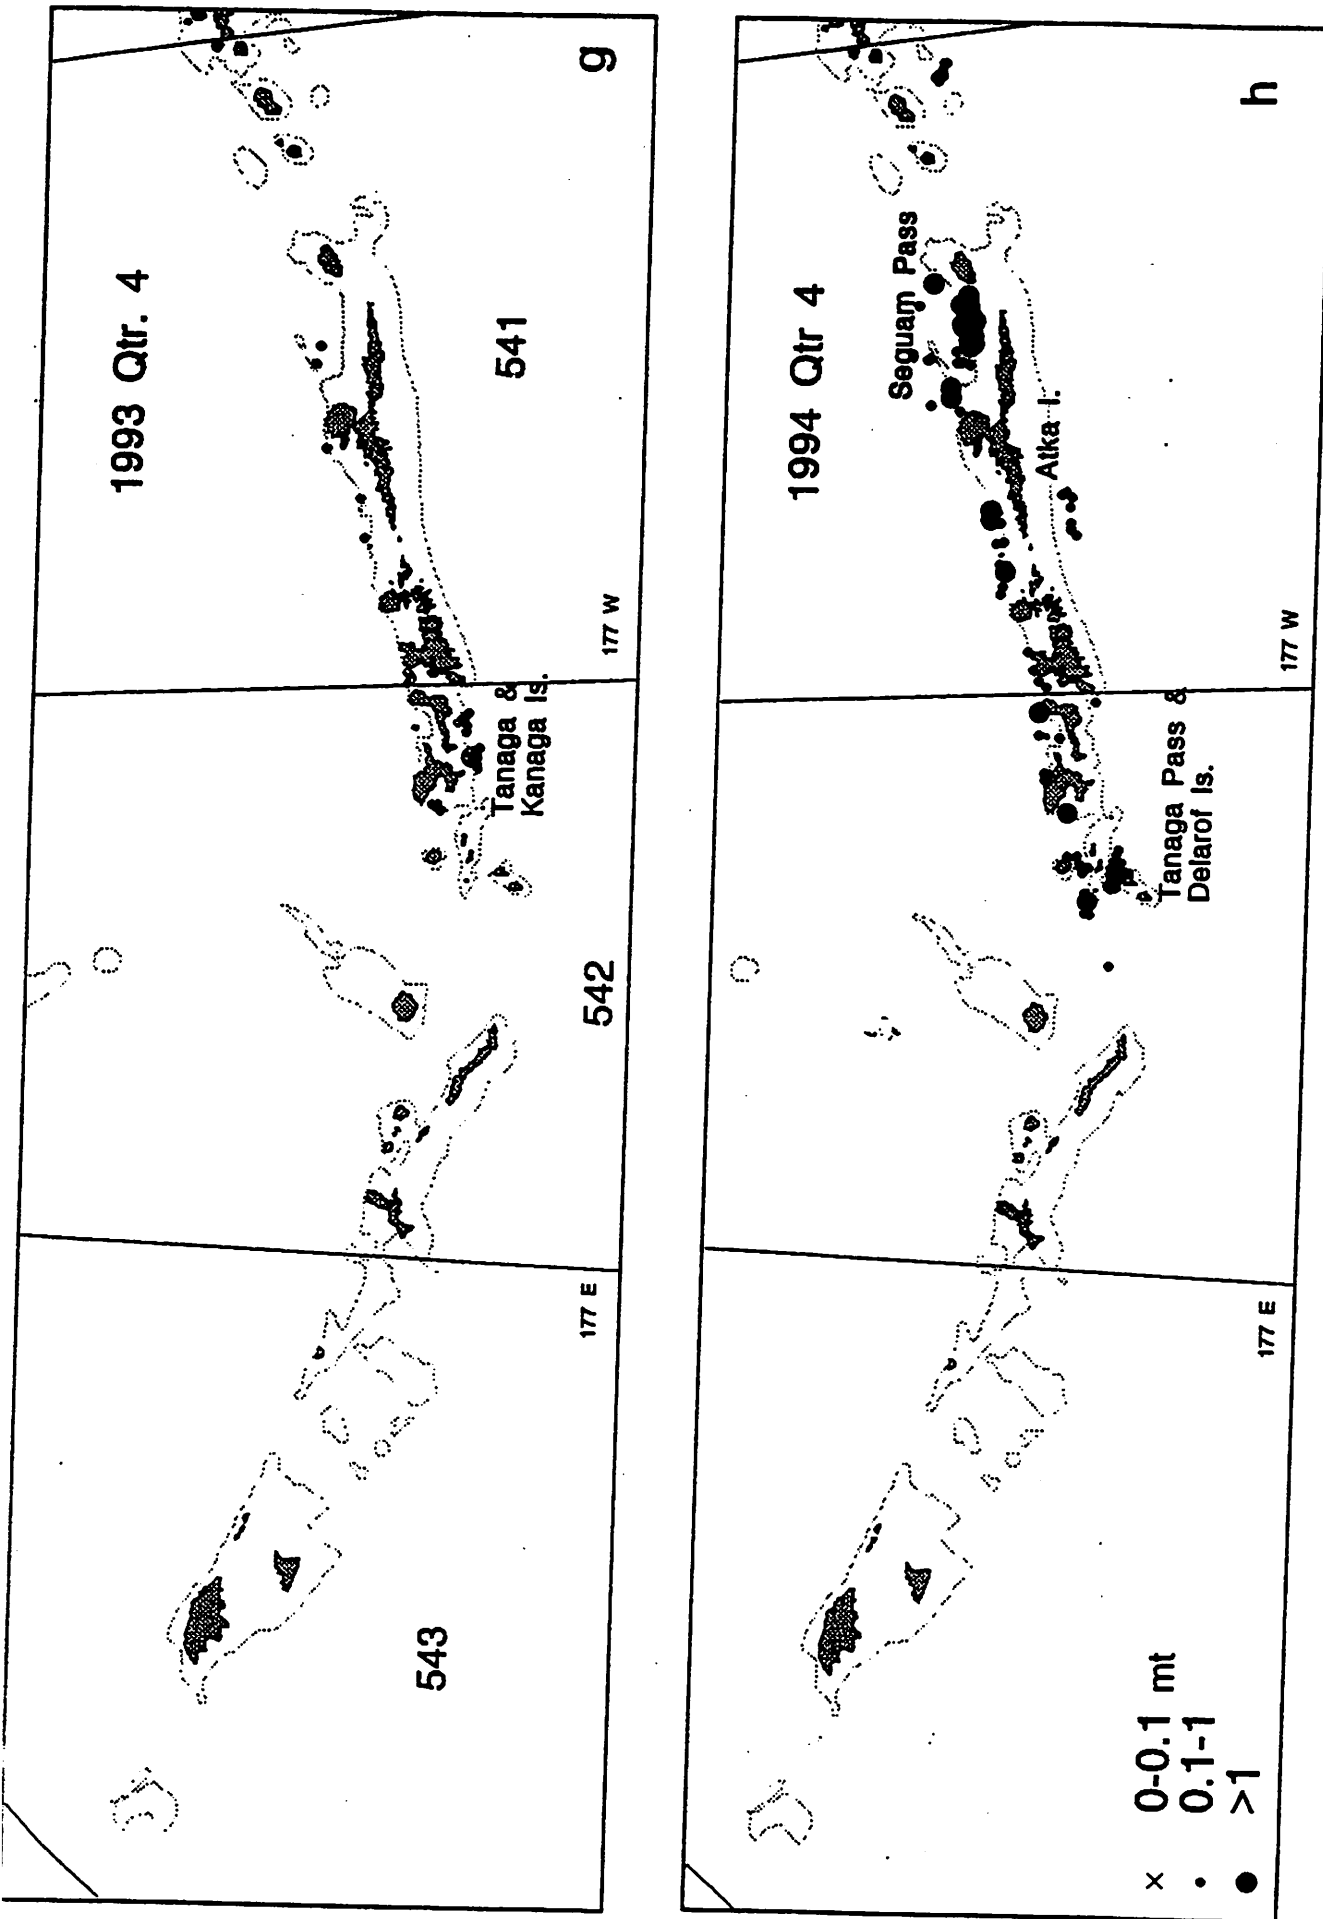 g
1993 Qtr. 4
541
177 W
Tanaga &
Kanaga Is.
542
177 E
543
h
1994 Qtr 4
Seguam Pass
Atka I.
177 W
Tanaga Pass &
Delarof Is.
177 E
× 0-0.1 mt
• 0.1-1
● >1